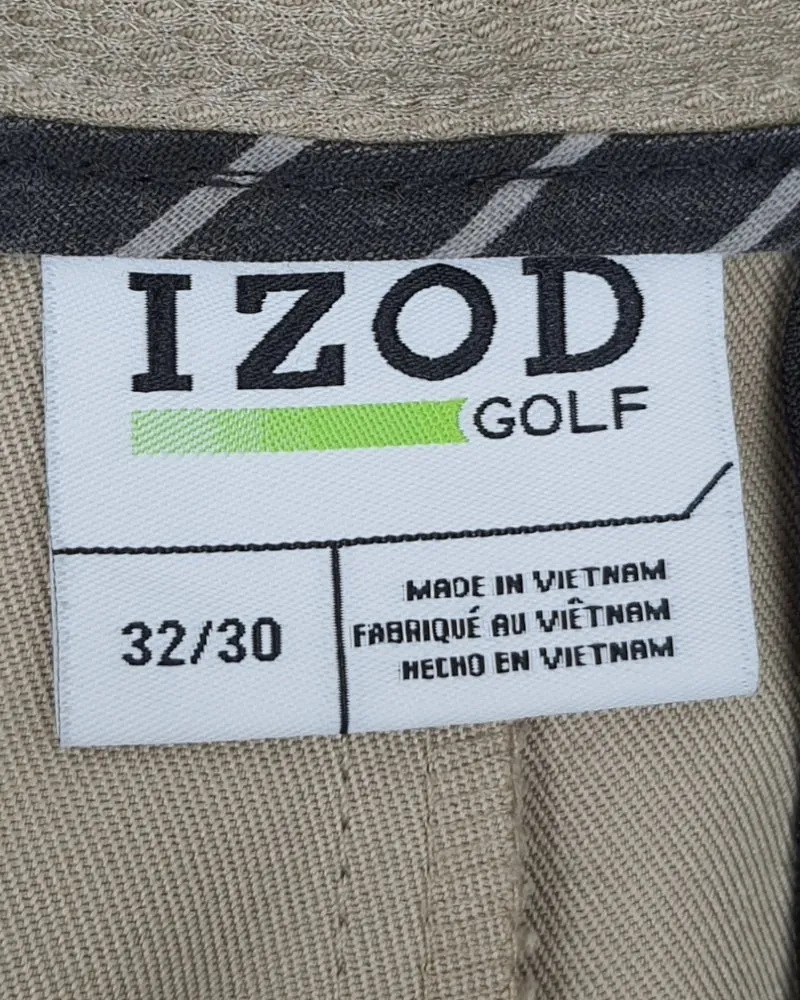 IZOD
GOLF
32/30
MADE IN VIETNAM
FABRIQUÉ AU VIÊTNAM
HECHO EN VIETNAM